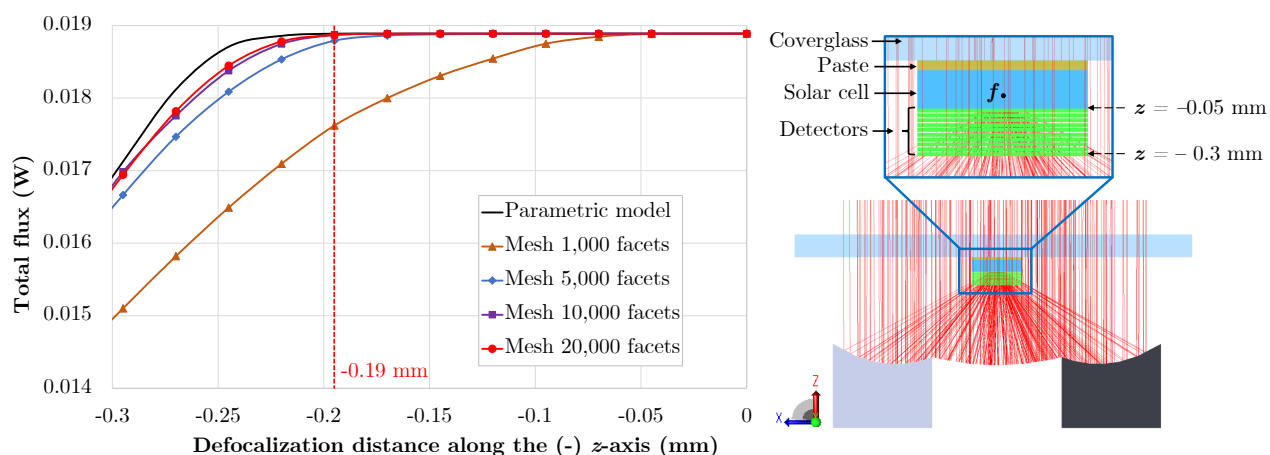 0.019
0.018
0.017
0.016
0.015
0.014
Total flux (W)
Parametric model
Mesh 1,000 facets
Mesh 5,000 facets
Mesh 10,000 facets
Mesh 20,000 facets
-0.19 mm
-0.3
-0.25
-0.2
-0.15
-0.1
-0.05
0
Defocalization distance along the (-) z-axis (mm)
Coverglass
Paste
Solar cell
Detectors
f
z = –0.05 mm
z = – 0.3 mm
Z
X